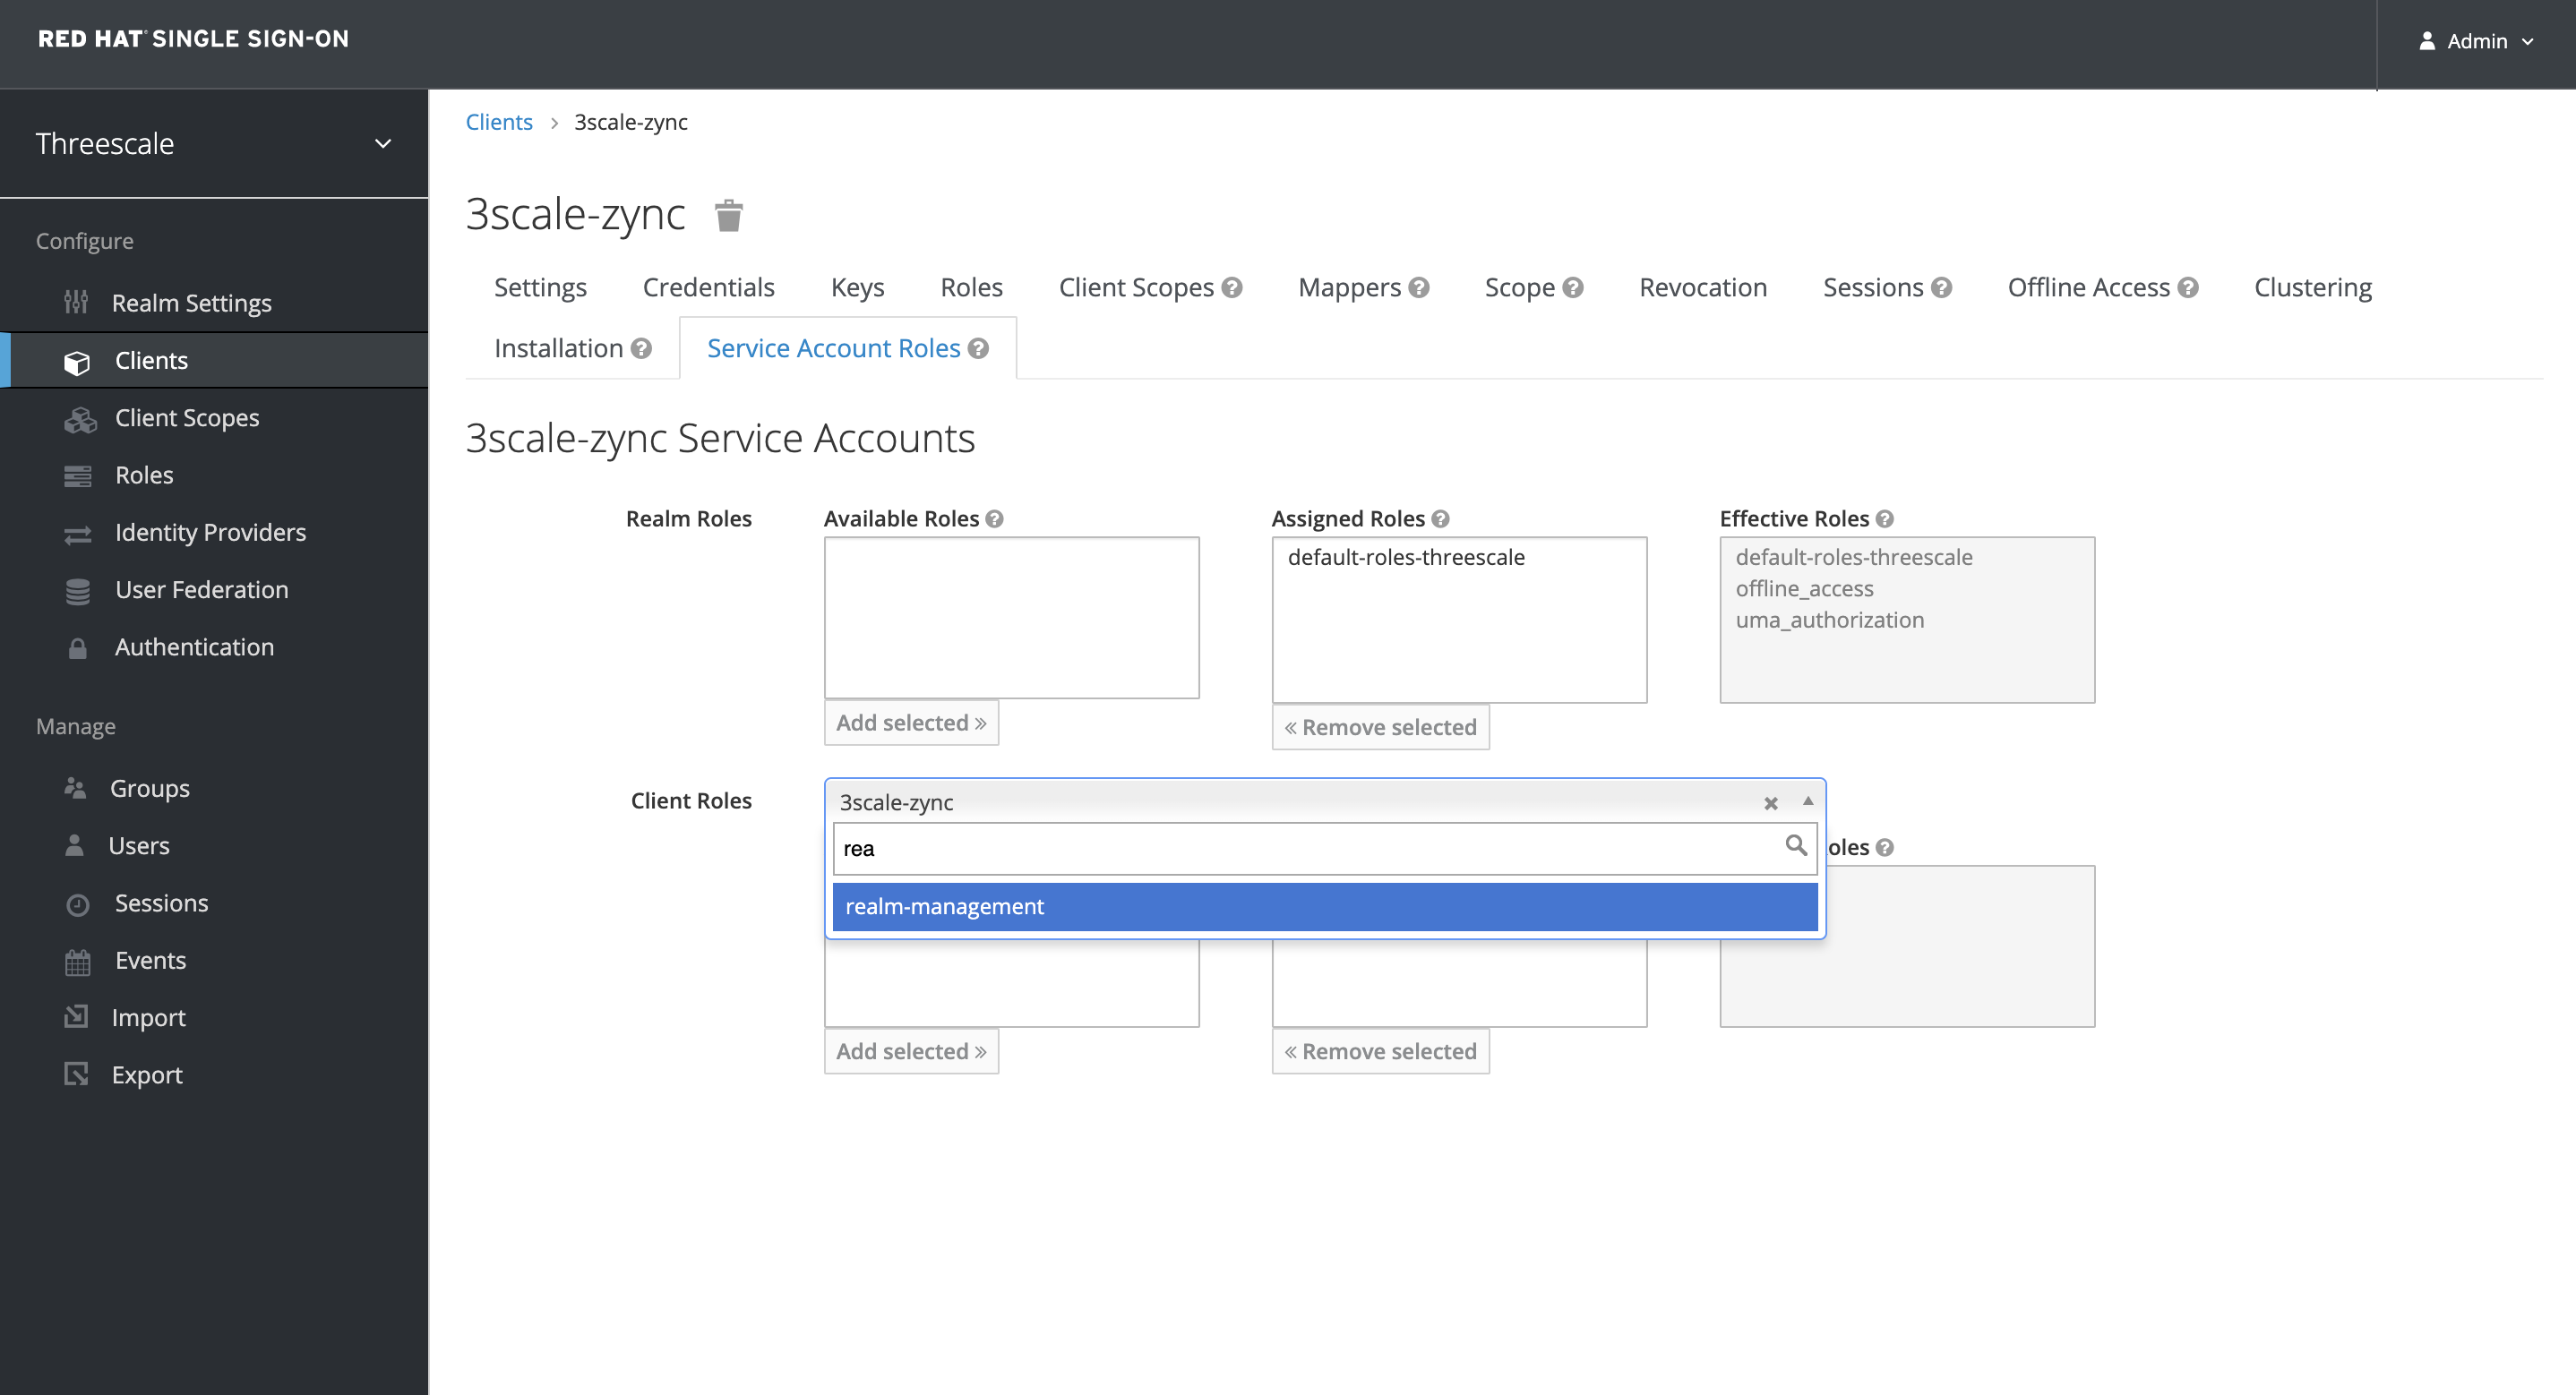 RED HAT SINGLE SIGN-ON
Admin
Threescale
Configure
Realm Settings
Clients
Client Scopes
Roles
Identity Providers
User Federation
Authentication
Manage
Groups
Users
Sessions
Events
Import
Export
Clients > 3scale-zync
3scale-zync
Settings Credentials Keys Roles Client Scopes ? Mappers ? Scope ? Revocation Sessions ? Offline Access ? Clustering
Installation ? Service Account Roles ?
3scale-zync Service Accounts
Realm Roles Available Roles ? Assigned Roles ? Effective Roles ?
default-roles-threescale default-roles-threescale
offline_access
uma_authorization
Add selected » « Remove selected
Client Roles 3scale-zync
rea oles ?
realm-management
Add selected » « Remove selected